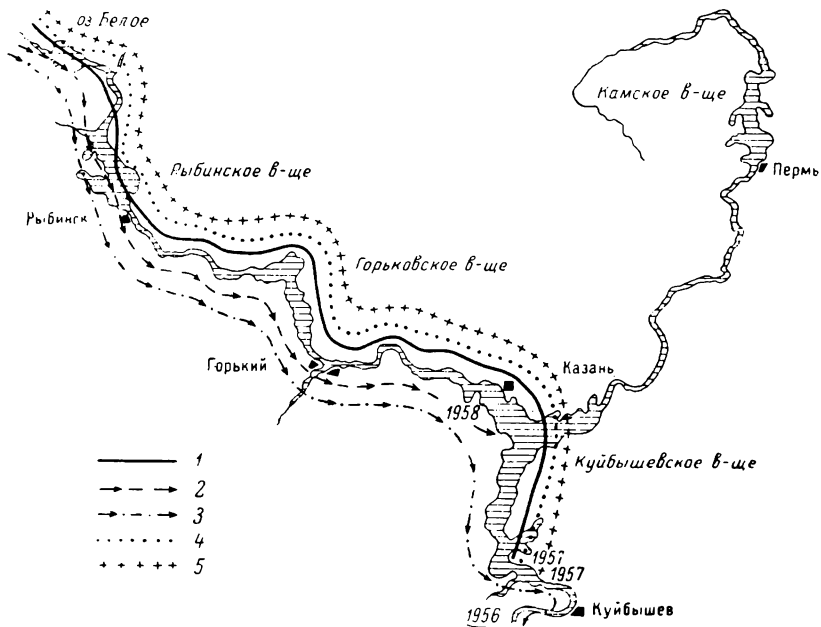 оз Белое
Камское в-ще
Пермь
Рыбинское в-ще
Рыбинск
Горьковское в-ще
Горький
Казань
1958
Куйбышевское в-ще
1
2
3
4
5
1957
1957
1956
Куйбышев